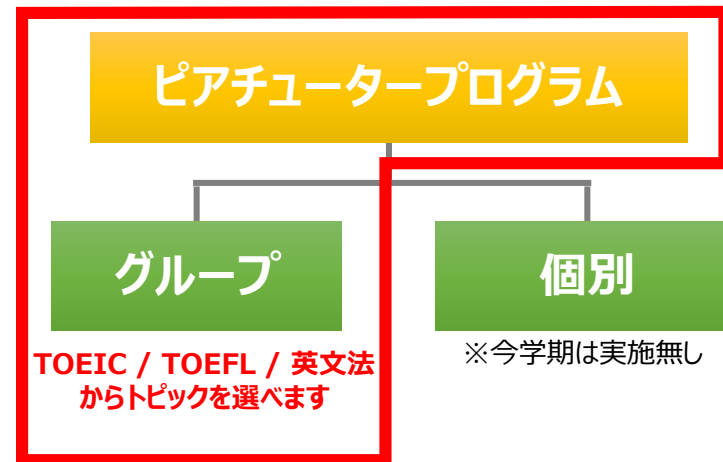 ピアチュータープログラム
グループ
個別
TOEIC / TOEFL / 英文法
からトピックを選べます
※今学期は実施無し